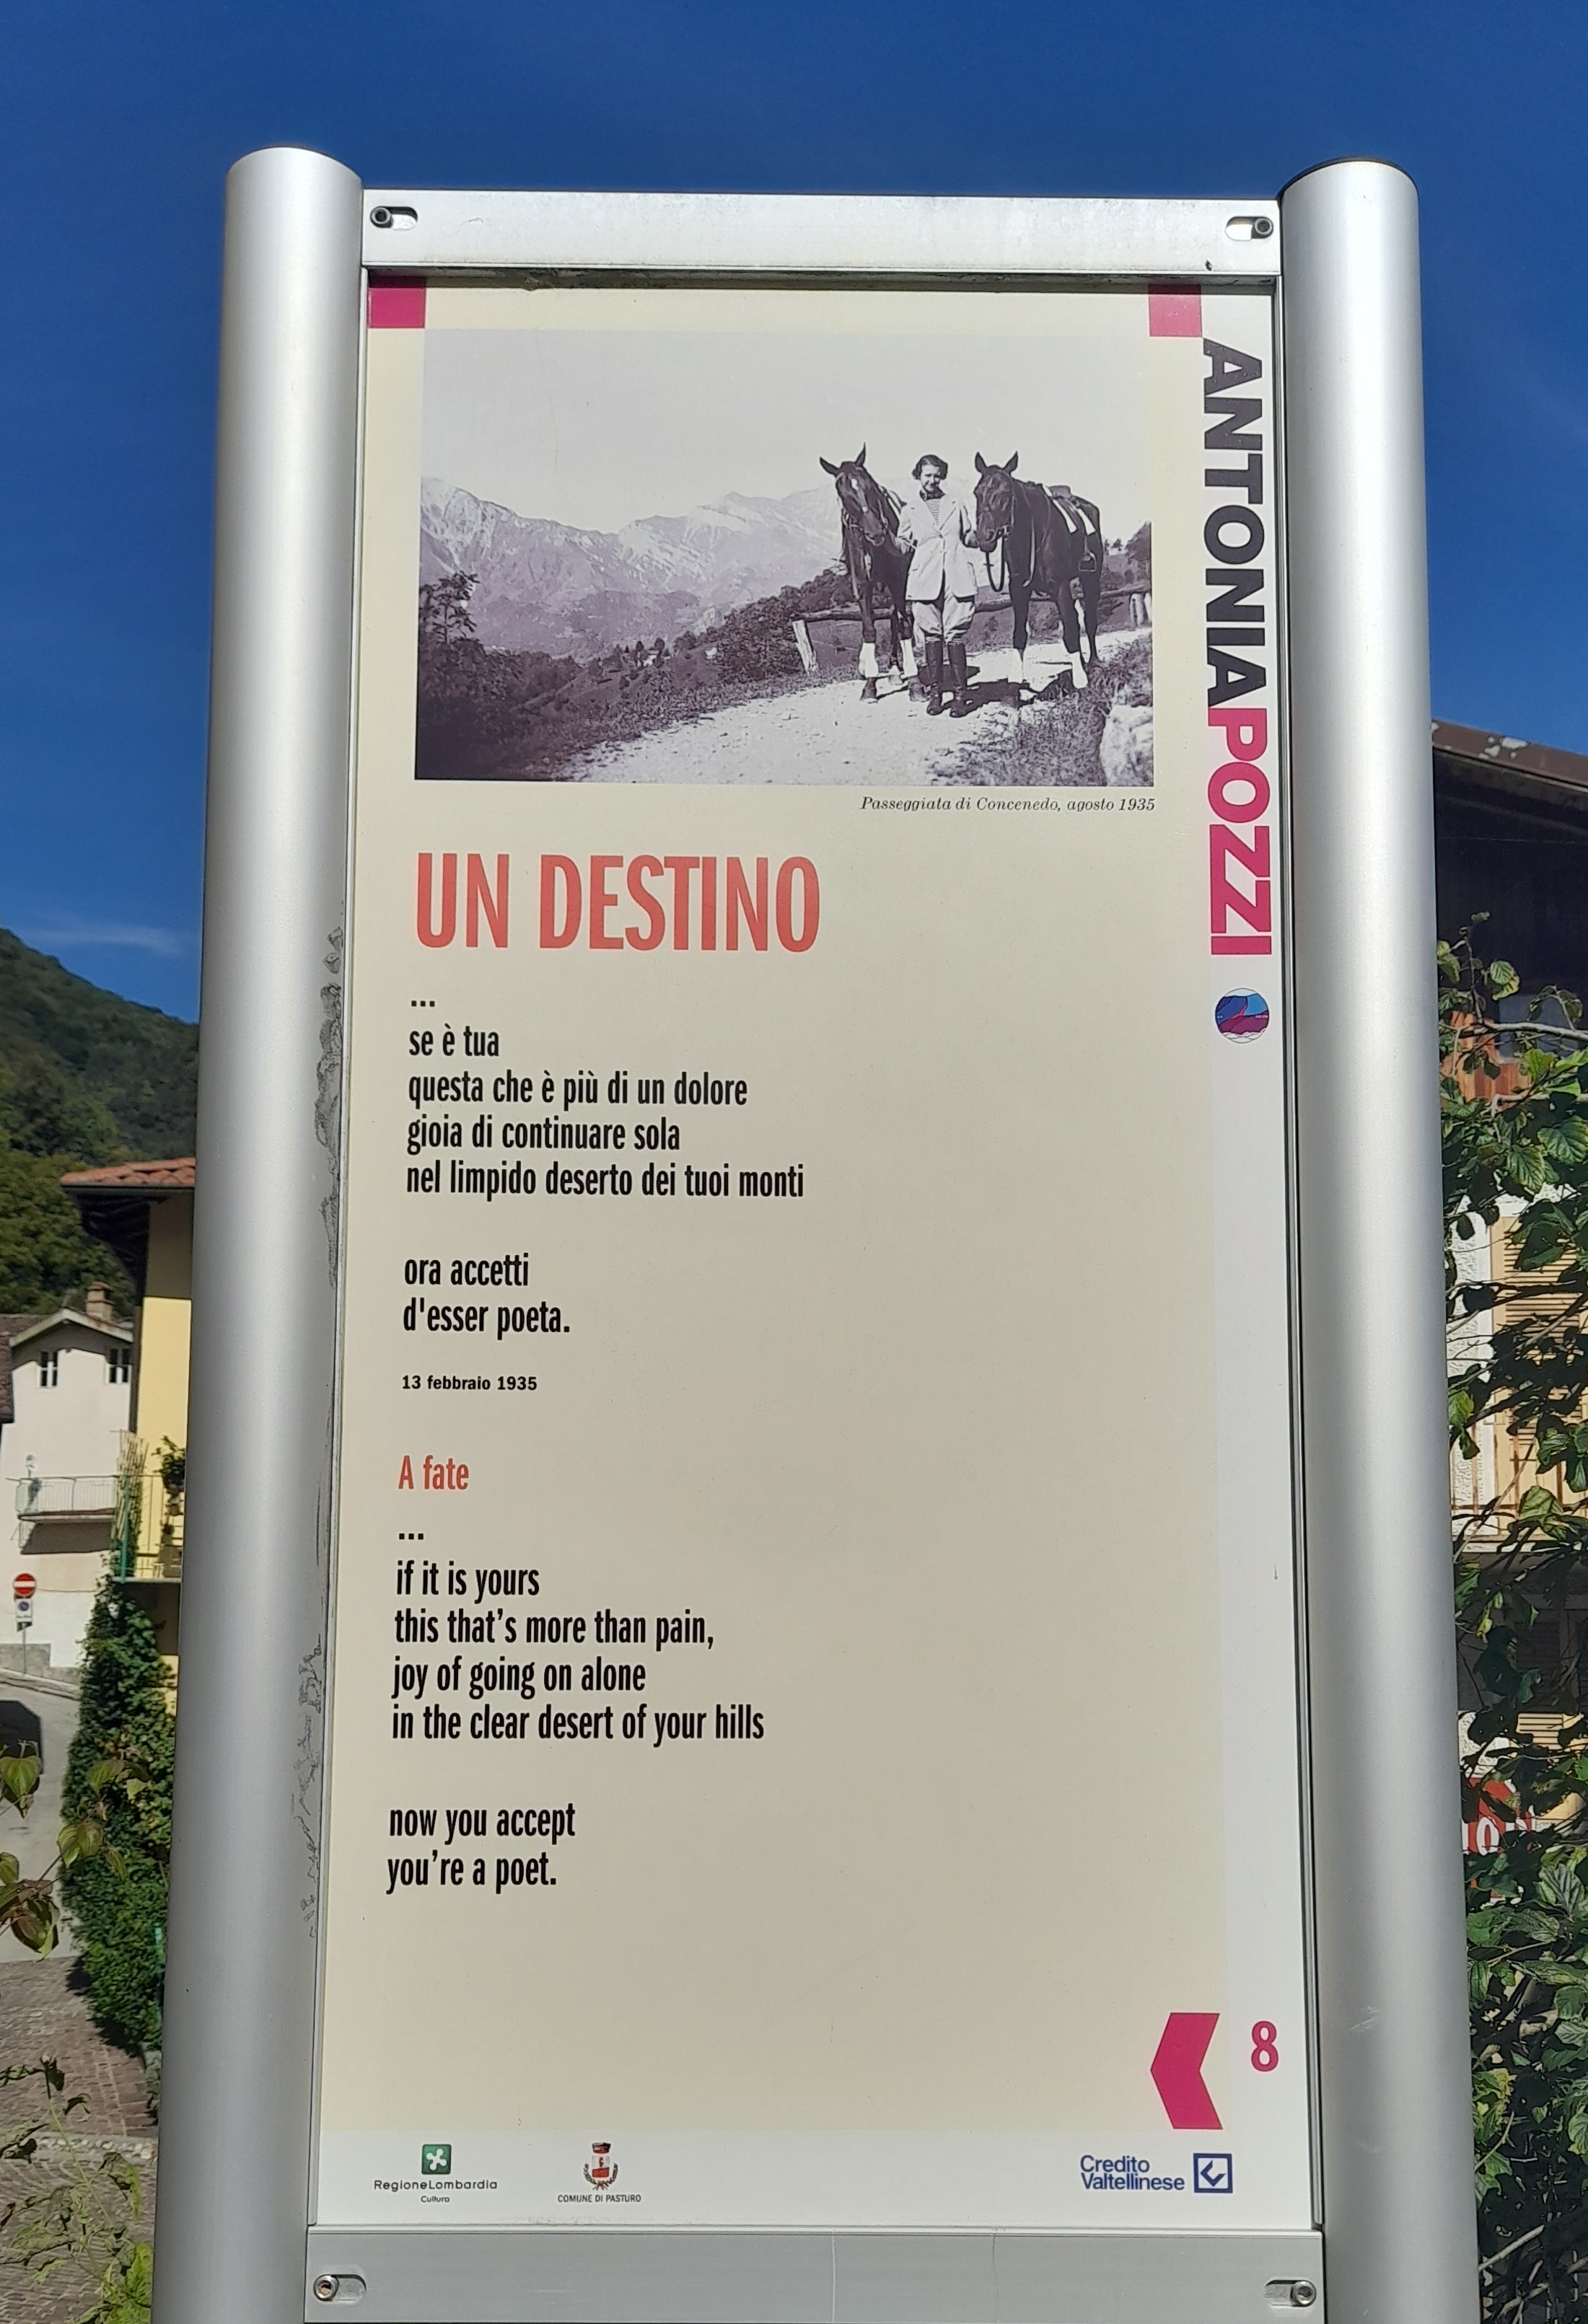 ANTONIAPOZZI
Passeggiata di Concenedo, agosto 1935
UN DESTINO
...
se è tua
questa che è più di un dolore
gioia di continuare sola
nel limpido deserto dei tuoi monti
ora accetti
d'esser poeta.
13 febbraio 1935
A fate
...
if it is yours
this that’s more than pain,
joy of going on alone
in the clear desert of your hills
now you accept
you’re a poet.
8
RegioneLombardia
Cultura
COMUNE DI PASTURO
Credito
Valtellinese